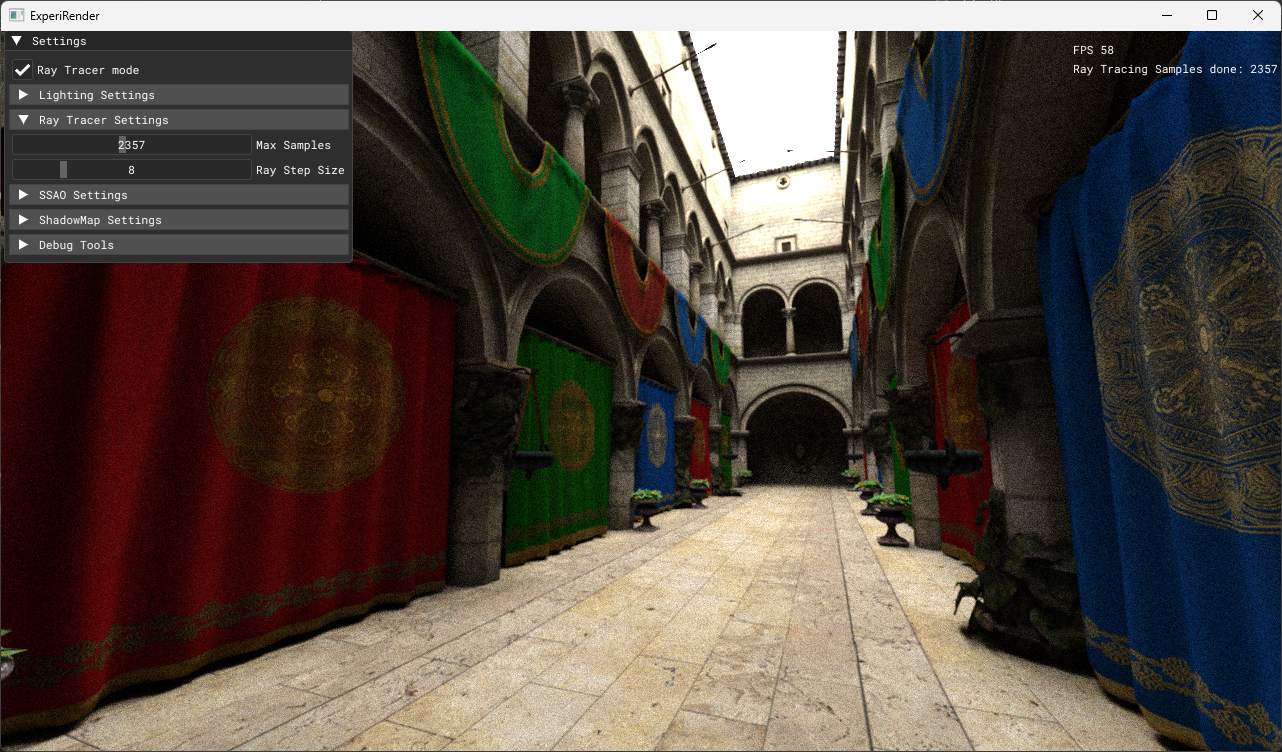 ExperiRender
Settings
Ray Tracer mode
Lighting Settings
Ray Tracer Settings
2357 Max Samples
8 Ray Step Size
SSAO Settings
ShadowMap Settings
Debug Tools
FPS 58
Ray Tracing Samples done: 2357